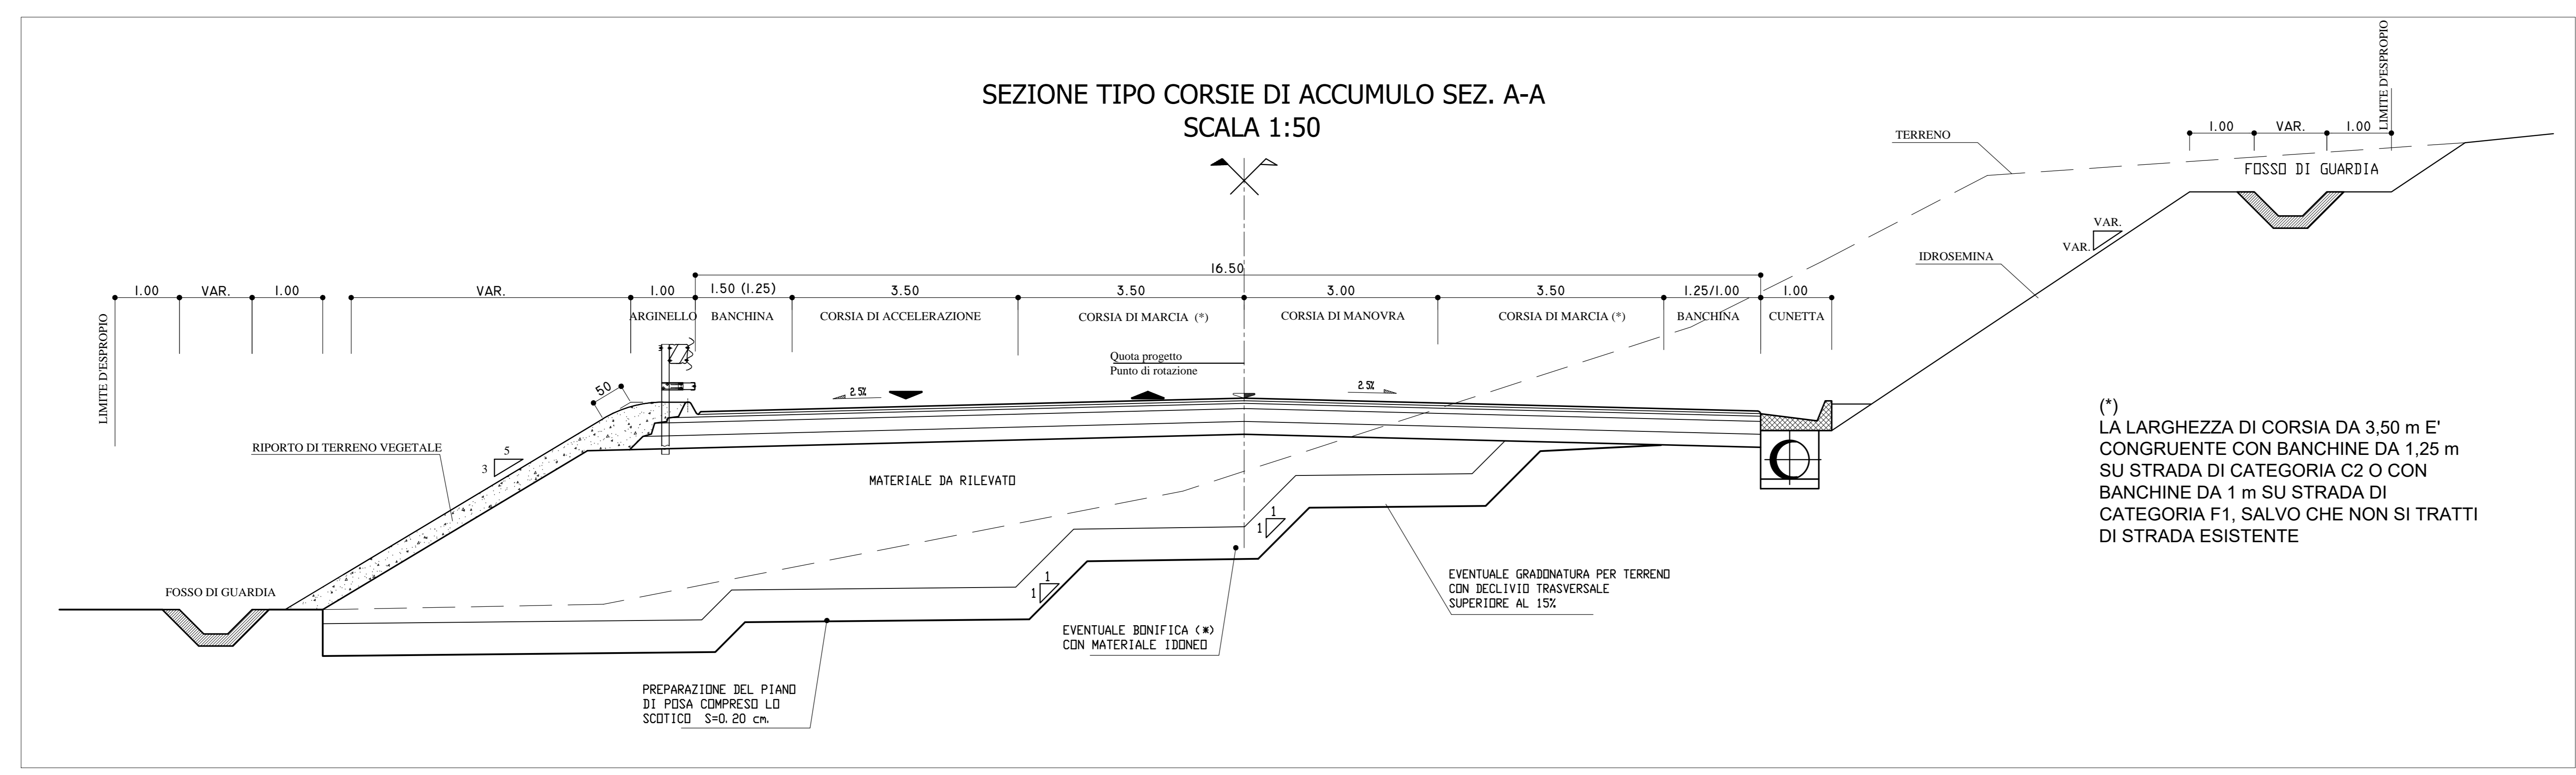 SEZIONE TIPO CORSIE DI ACCUMULO SEZ. A-A
SCALA 1:50
LIMITE D'ESPROPIO
1.00 VAR. 1.00
FOSSO DI GUARDIA
TERRENO
VAR.
VAR.
IDROSEMINA
16.50
1.00 VAR. 1.00 VAR. 1.00 1.50 (1.25) 3.50 3.50 3.00 3.50 1.25/1.00 1.00
ARGINELLO BANCHINA CORSIA DI ACCELERAZIONE CORSIA DI MARCIA (*) CORSIA DI MANOVRA CORSIA DI MARCIA (*) BANCHINA CUNETTA
LIMITE D'ESPROPIO
Quota progetto
Punto di rotazione
50
2.5%
2.5%
RIPORTO DI TERRENO VEGETALE
5
3
MATERIALE DA RILEVATO
1
1
1
1
FOSSO DI GUARDIA
EVENTUALE GRADONATURA PER TERRENO
CON DECLIVIO TRASVERSALE
SUPERIORE AL 15%
EVENTUALE BONIFICA (*)
CON MATERIALE IDONEO
PREPARAZIONE DEL PIANO
DI POSA COMPRESO LO
SCOTICO S=0.20 cm.
(*)
LA LARGHEZZA DI CORSIA DA 3,50 m E'
CONGRUENTE CON BANCHINE DA 1,25 m
SU STRADA DI CATEGORIA C2 O CON
BANCHINE DA 1 m SU STRADA DI
CATEGORIA F1, SALVO CHE NON SI TRATTI
DI STRADA ESISTENTE